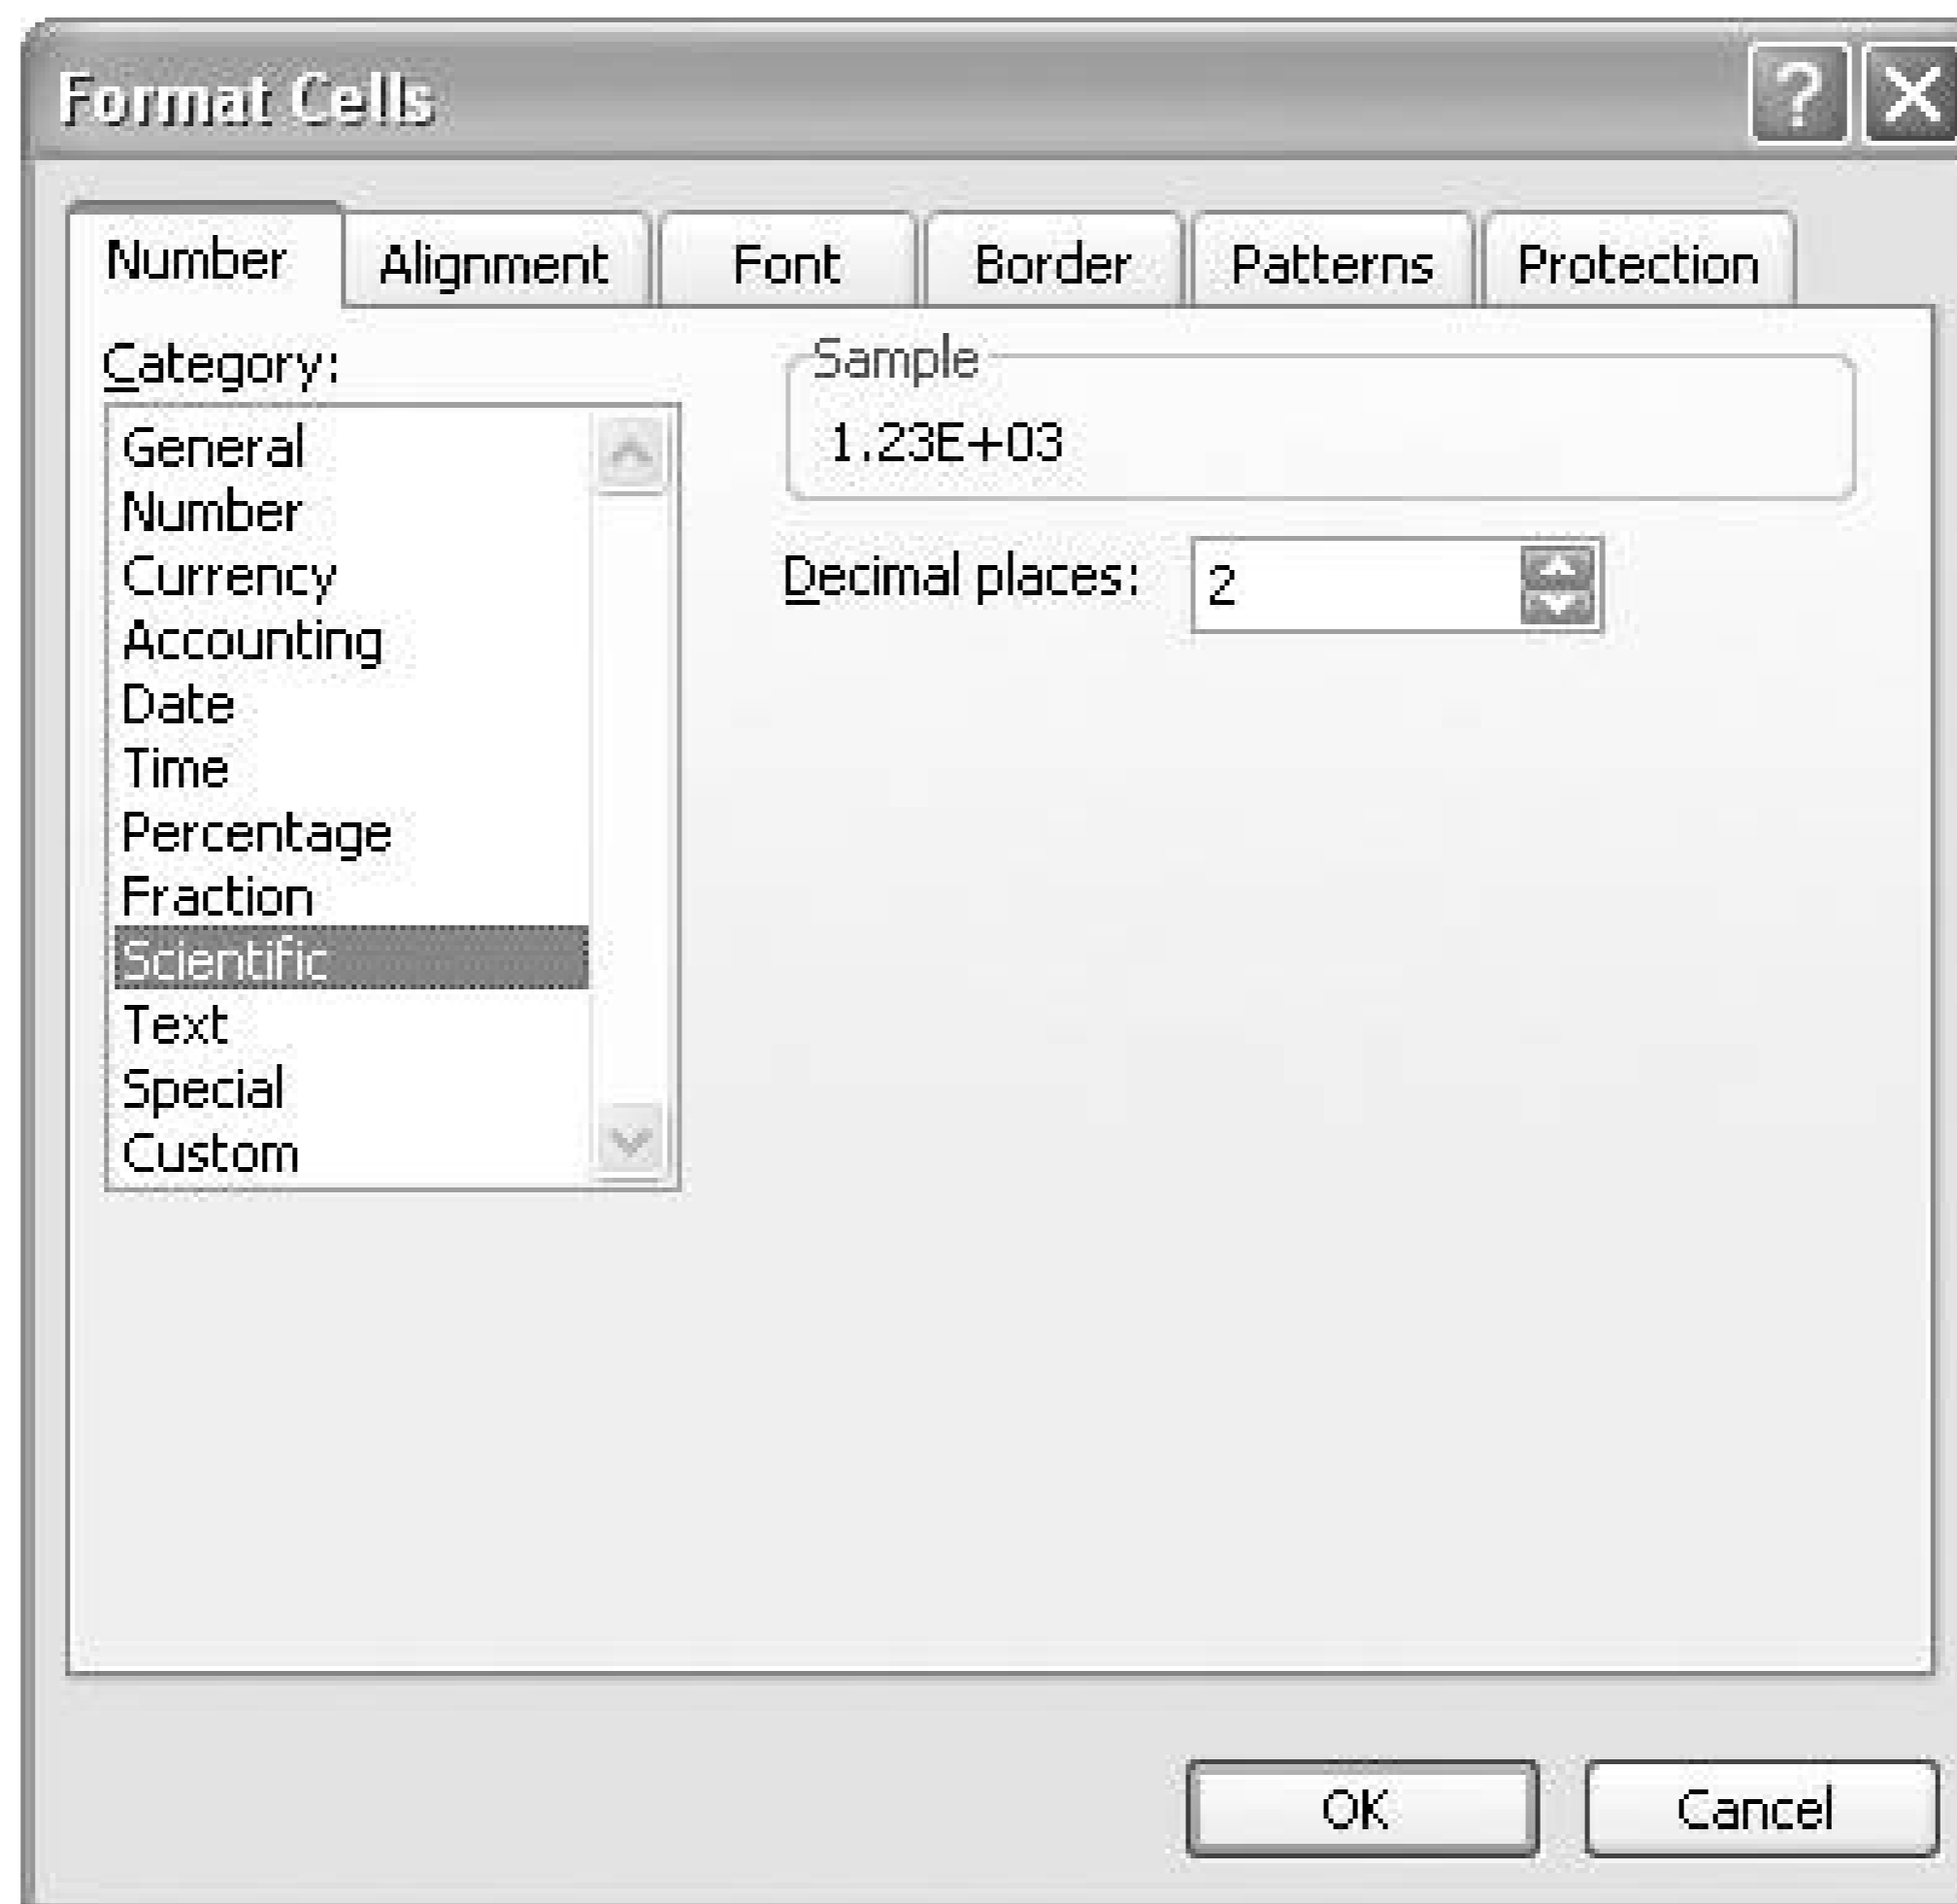 Format Cells
Number Alignment Font Border Patterns Protection
Category:
General
Number
Currency
Accounting
Date
Time
Percentage
Fraction
Scientific
Text
Special
Custom
Sample
1.23E+03
Decimal places: 2
OK Cancel